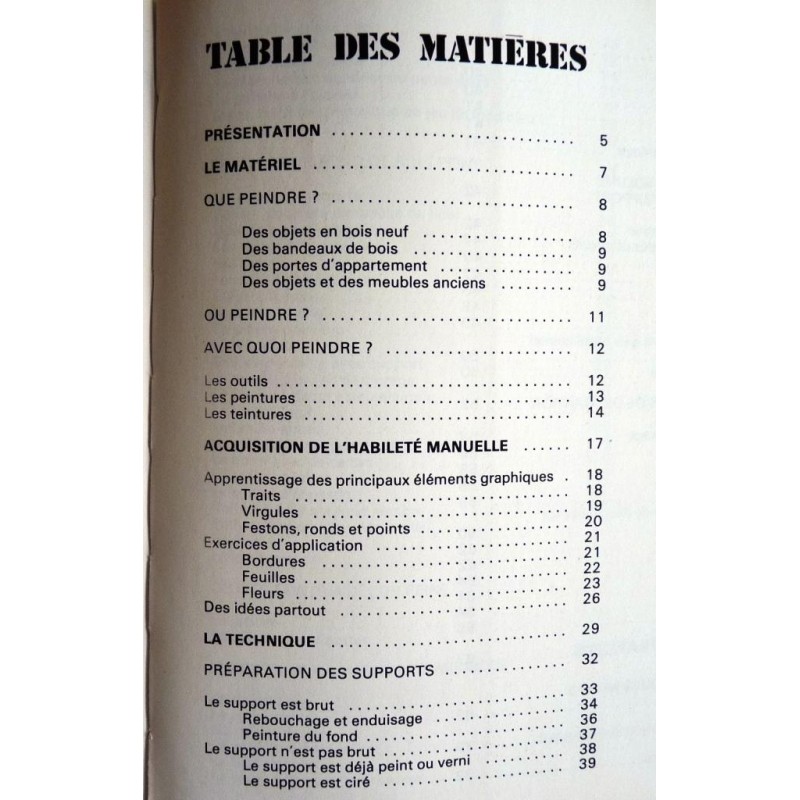 TABLE DES MATIÈRES
PRÉSENTATION ............................ 5
LE MATÉRIEL .............................. 7
QUE PEINDRE ? ............................ 8
Des objets en bois neuf .................. 8
Des bandeaux de bois ..................... 9
Des portes d'appartement ................ 9
Des objets et des meubles anciens ........ 9
OU PEINDRE ? ............................. 11
AVEC QUOI PEINDRE ? ...................... 12
Les outils ............................... 12
Les peintures ............................ 13
Les teintures ............................ 14
ACQUISITION DE L'HABILETÉ MANUELLE ...... 17
Apprentissage des principaux éléments graphiques . 18
Traits ................................... 18
Virgules ................................. 19
Festons, ronds et points ................. 20
Exercices d'application .................. 21
Bordures ................................. 21
Feuilles ................................. 22
Fleurs ................................... 23
Des idées partout ........................ 26
LA TECHNIQUE ............................. 29
PRÉPARATION DES SUPPORTS ................ 32
Le support est brut ...................... 33
Rebouchage et enduisage .................. 34
Peinture du fond ......................... 36
Le support n'est pas brut ................ 37
Le support est déjà peint ou verni ....... 38
Le support est ciré ...................... 39